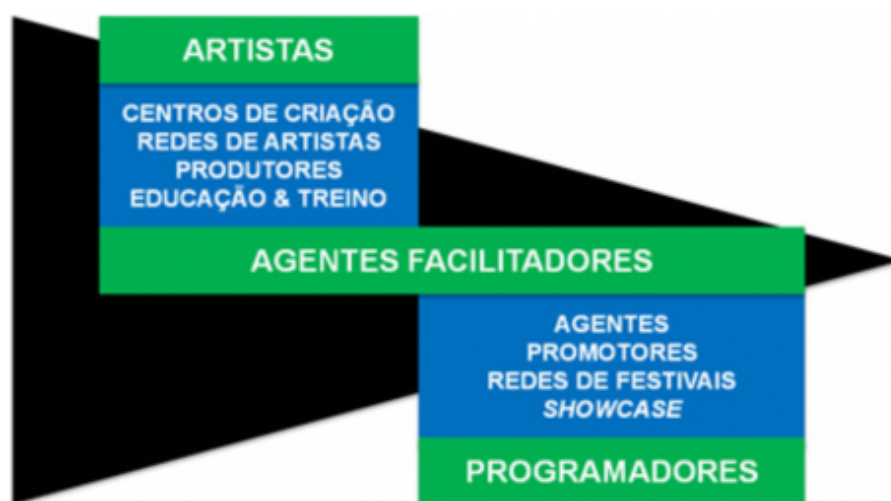 ARTISTAS
CENTROS DE CRIAÇÃO
REDES DE ARTISTAS
PRODUTORES
EDUCAÇÃO & TREINO
AGENTES FACILITADORES
AGENTES
PROMOTORES
REDES DE FESTIVAIS
SHOWCASE
PROGRAMADORES